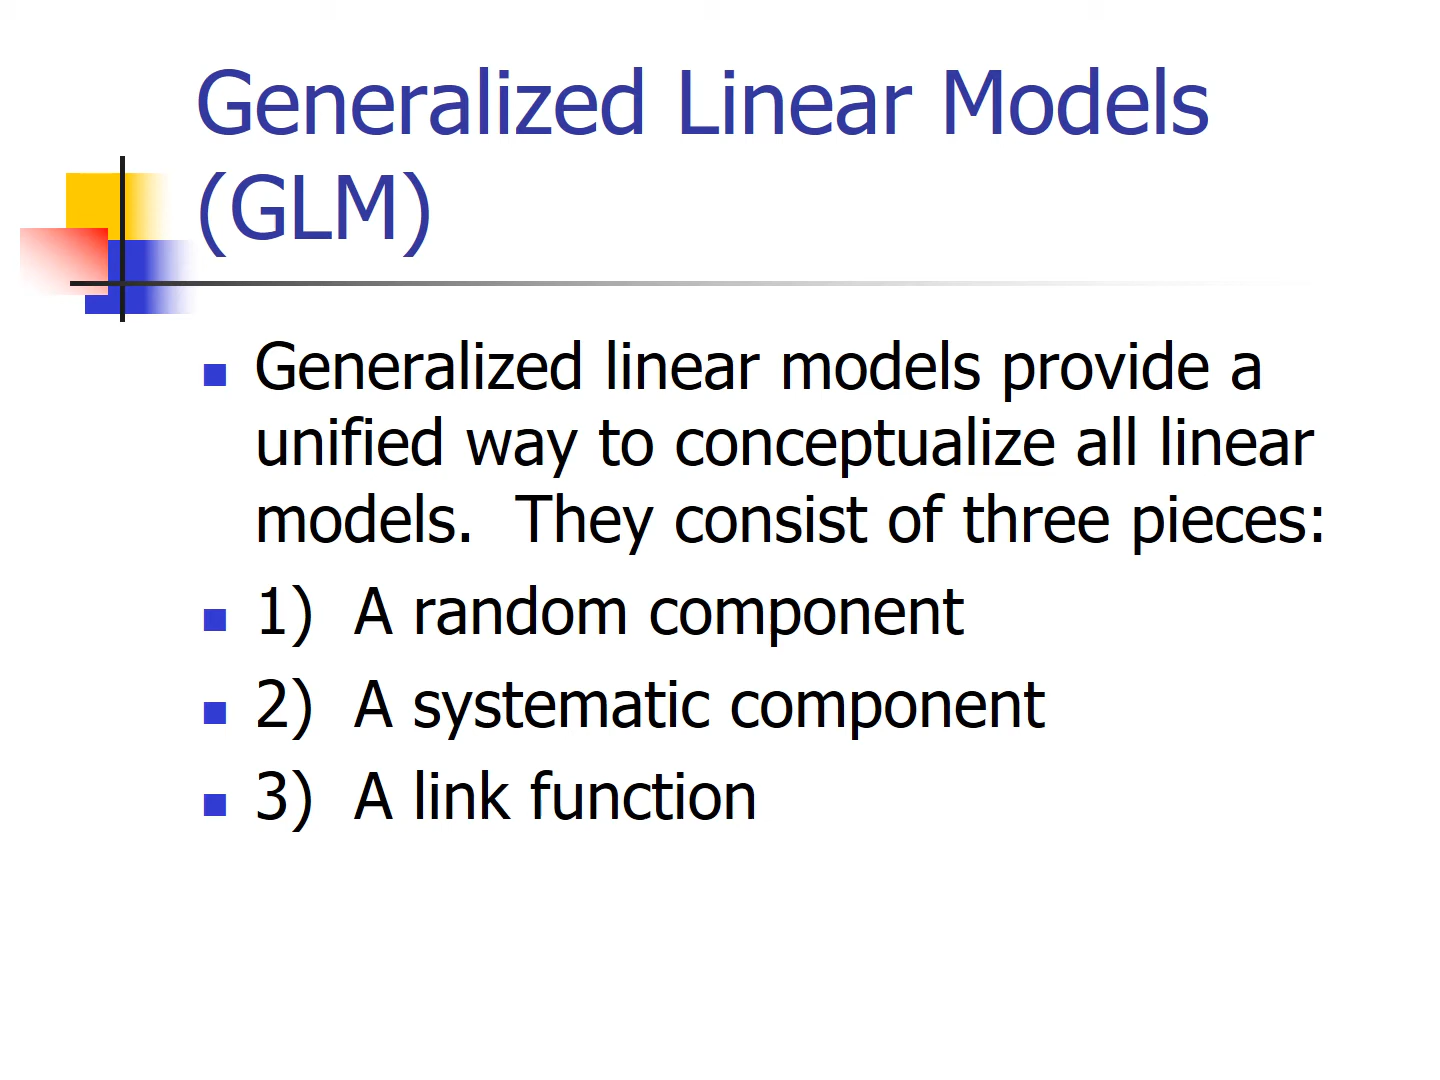 Generalized Linear Models
(GLM)
Generalized linear models provide a
unified way to conceptualize all linear
models.  They consist of three pieces:
1)  A random component
2)  A systematic component
3)  A link function